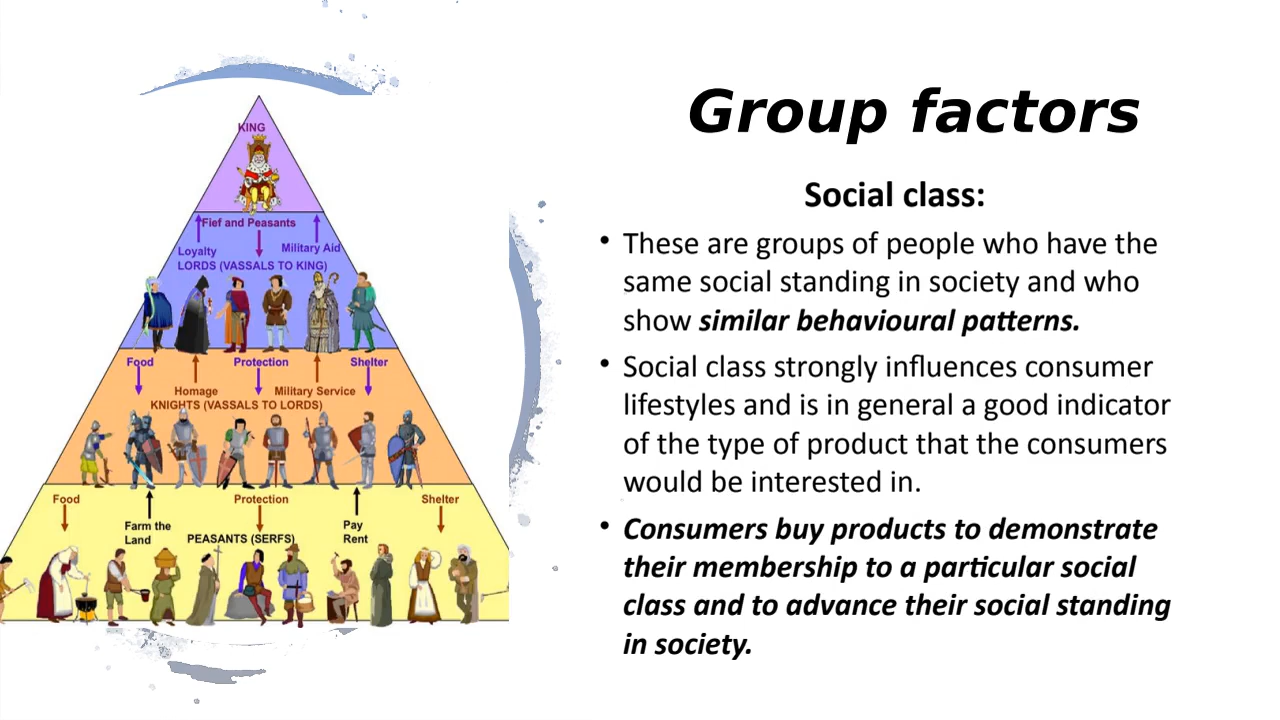 Group factors
Social class:
• These are groups of people who have the
same social standing in society and who
show similar behavioural patterns.
• Social class strongly influences consumer
lifestyles and is in general a good indicator
of the type of product that the consumers
would be interested in.
• Consumers buy products to demonstrate
their membership to a particular social
class and to advance their social standing
in society.
KING
Fief and Peasants
Loyalty
Military Aid
LORDS (VASSALS TO KING)
Food
Protection
Shelter
Homage
Military Service
KNIGHTS (VASSALS TO LORDS)
Food
Protection
Shelter
Farm the
Land
PEASANTS (SERFS)
Pay
Rent